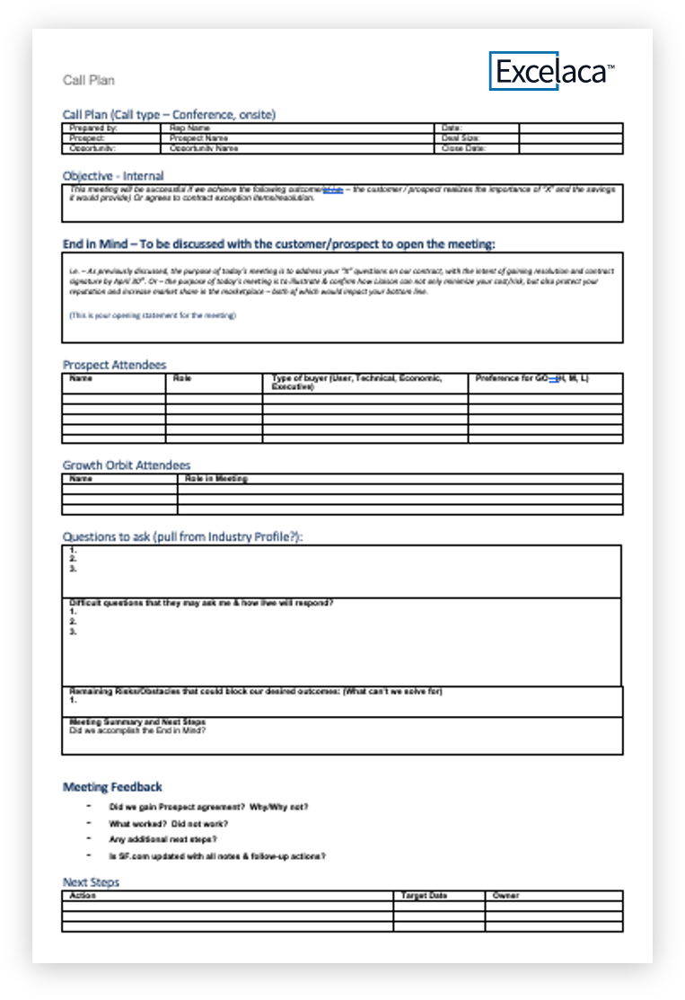 Excelaca™
Call Plan
Call Plan (Call type – Conference, onsite)
Prepared by: Rep Name Date:
Prospect: Prospect Name Deal Size:
Opportunity: Opportunity Name Close Date:
Objective - Internal
This meeting will be successful if we achieve the following outcome – the customer / prospect realizes the importance of "X" and the savings
it would provide) Or agrees to contract exception items/resolution.
End in Mind – To be discussed with the customer/prospect to open the meeting:
i.e. – As previously discussed, the purpose of today's meeting is to address your "X" questions on our contract, with the intent of gaining resolution and contract
signature by April 30th. Or – the purpose of today's meeting is to illustrate & confirm how Liaison can not only minimize your cost/risk, but also protect your
reputation and increase market share is the marketplace – both of which would impact your bottom line.
(This is your opening statement for the meeting)
Prospect Attendees
Name Role Type of buyer (User, Technical, Economic, Preference for GO (H, M, L)
Executive)
Growth Orbit Attendees
Name Role in Meeting
Questions to ask (pull from Industry Profile?):
1.
2.
3.
Difficult questions that they may ask me & how I/we will respond?
1.
2.
3.
Remaining Risks/Obstacles that could block our desired outcomes: (What can't we solve for)
1.
Meeting Summary and Next Steps
Did we accomplish the End in Mind?
Meeting Feedback
- Did we gain Prospect agreement? Why/Why not?
- What worked? Did not work?
- Any additional next steps?
- Is SF.com updated with all notes & follow-up actions?
Next Steps
Action Target Date Owner